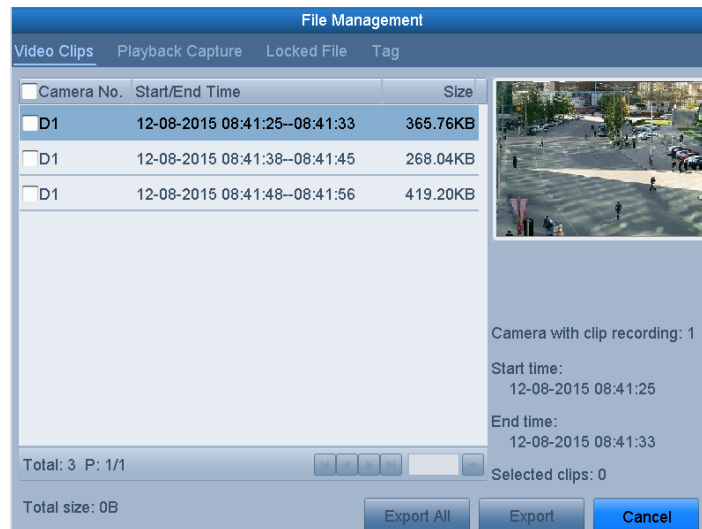 File Management
Video Clips Playback Capture Locked File Tag
Camera No. Start/End Time Size
D1 12-08-2015 08:41:25--08:41:33 365.76KB
D1 12-08-2015 08:41:38--08:41:45 268.04KB
D1 12-08-2015 08:41:48--08:41:56 419.20KB
Camera with clip recording: 1
Start time:
12-08-2015 08:41:25
End time:
12-08-2015 08:41:33
Total: 3 P: 1/1
Selected clips: 0
Total size: 0B
Export All Export Cancel